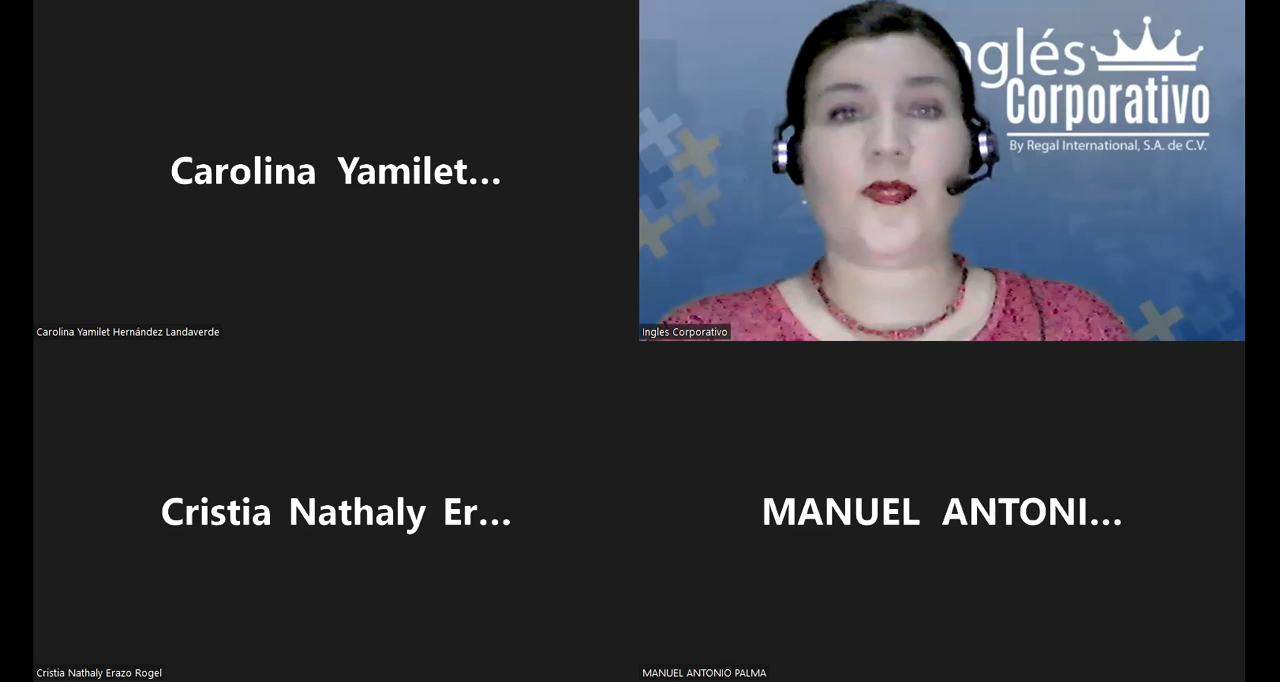 Carolina Yamilet...
Carolina Yamilet Hernández Landaverde
nglés
Corporativo
By Regal International, S.A. de C.V.
Ingles Corporativo
Cristia Nathaly Er...
Cristia Nathaly Erazo Rogel
MANUEL ANTONI...
MANUEL ANTONIO PALMA